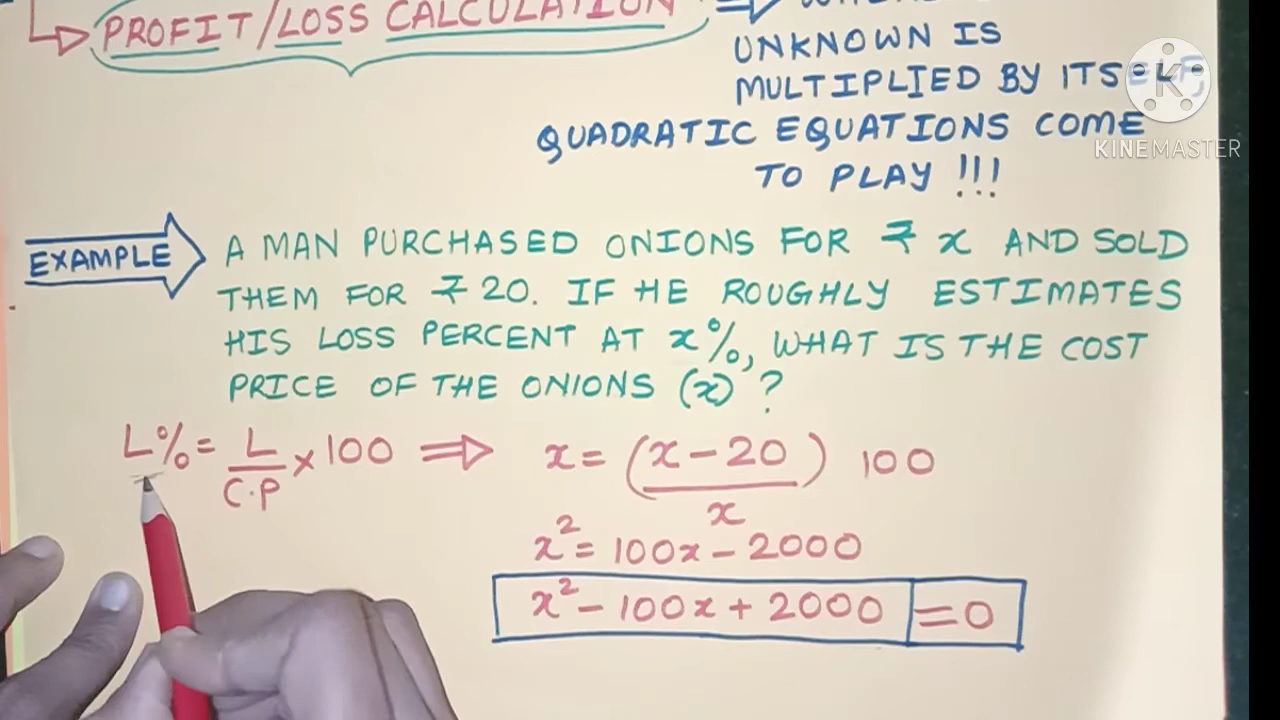 PROFIT/LOSS CALCULATION
UNKNOWN IS
MULTIPLIED BY ITSELF,
QUADRATIC EQUATIONS COME
TO PLAY !!!
KINEMASTER
EXAMPLE
A MAN PURCHASED ONIONS FOR ₹ x AND SOLD
THEM FOR ₹ 20. IF HE ROUGHLY ESTIMATES
HIS LOSS PERCENT AT x%, WHAT IS THE COST
PRICE OF THE ONIONS (x) ?
L% = L/C.P × 100 ⇒ x = (x - 20)/x 100
x² = 100x - 2000
x² - 100x + 2000 = 0